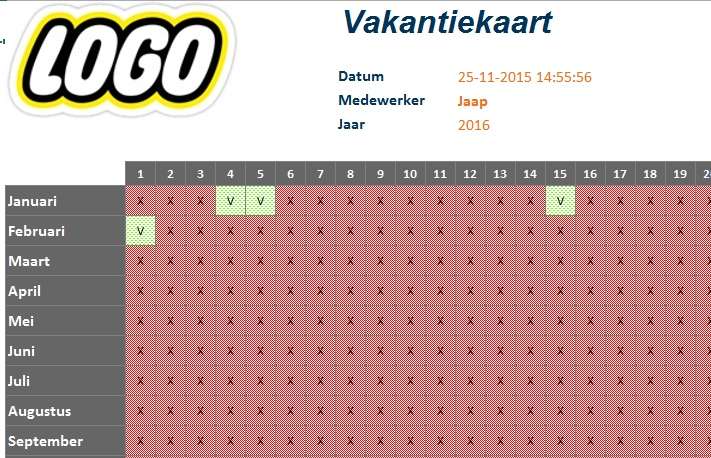 LOGO
Vakantiekaart
Datum 25-11-2015 14:55:56
Medewerker Jaap
Jaar 2016
1 2 3 4 5 6 7 8 9 10 11 12 13 14 15 16 17 18 19
Januari X X X V V X X X X X X X X X V X X X X X
Februari V X X X X X X X X X X X X X X X X X X X
Maart X X X X X X X X X X X X X X X X X X X X
April X X X X X X X X X X X X X X X X X X X X
Mei X X X X X X X X X X X X X X X X X X X X
Juni X X X X X X X X X X X X X X X X X X X X
Juli X X X X X X X X X X X X X X X X X X X X
Augustus X X X X X X X X X X X X X X X X X X X X
September X X X X X X X X X X X X X X X X X X X X